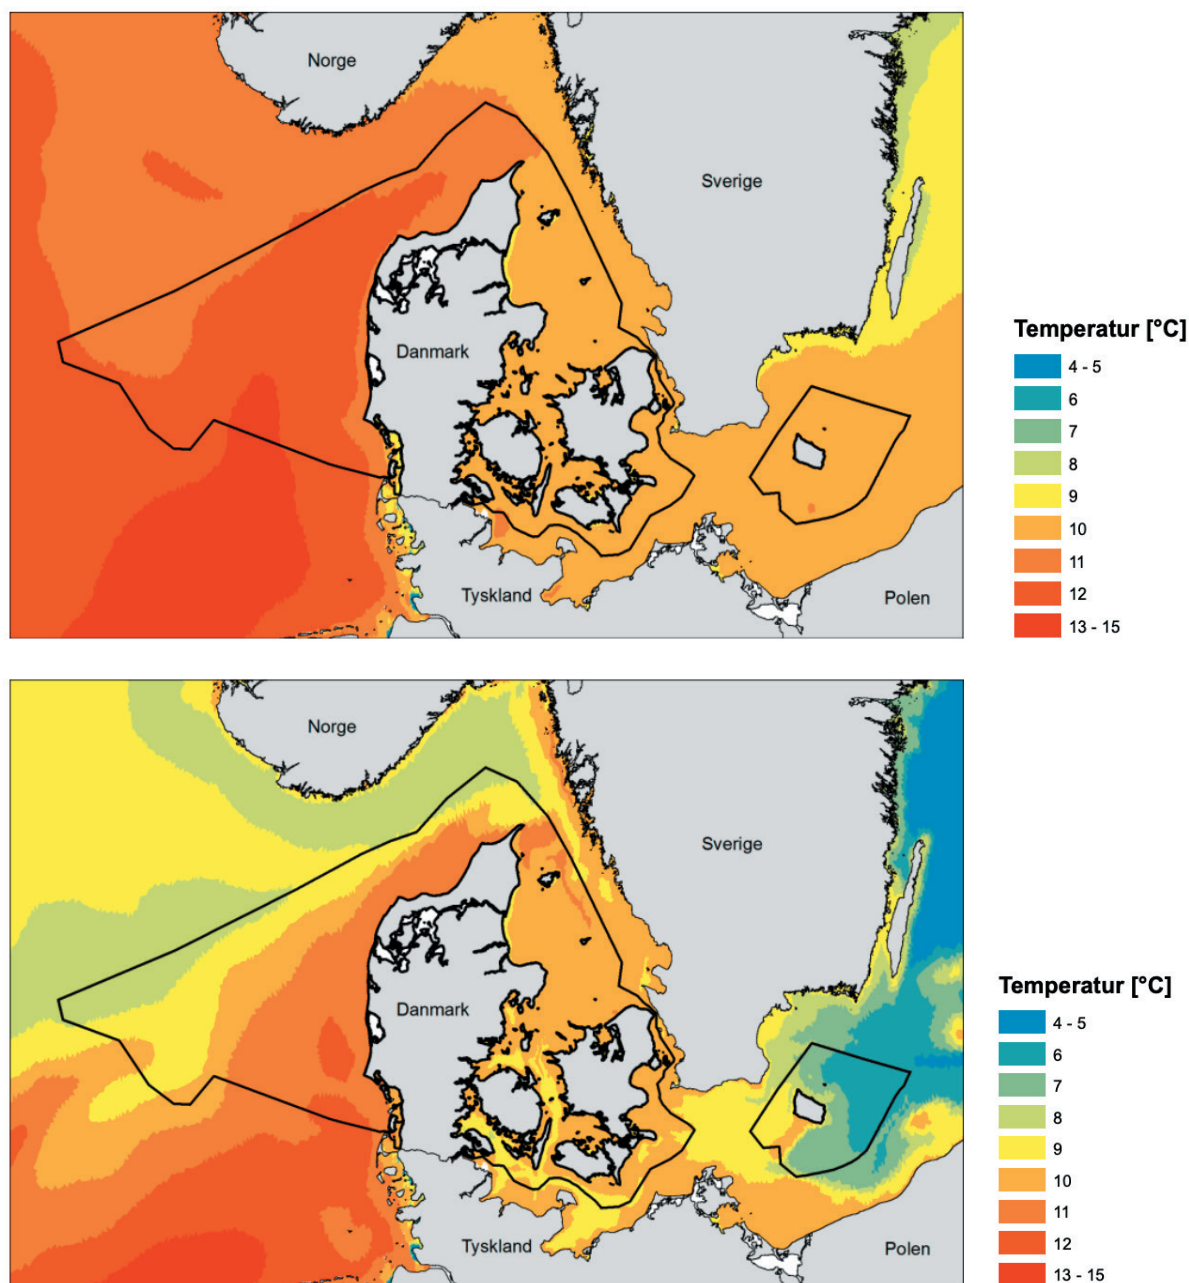 Norge
Sverige
Danmark
Tyskland
Polen
Temperatur [°C]
4 - 5
6
7
8
9
10
11
12
13 - 15
Norge
Sverige
Danmark
Tyskland
Polen
Temperatur [°C]
4 - 5
6
7
8
9
10
11
12
13 - 15